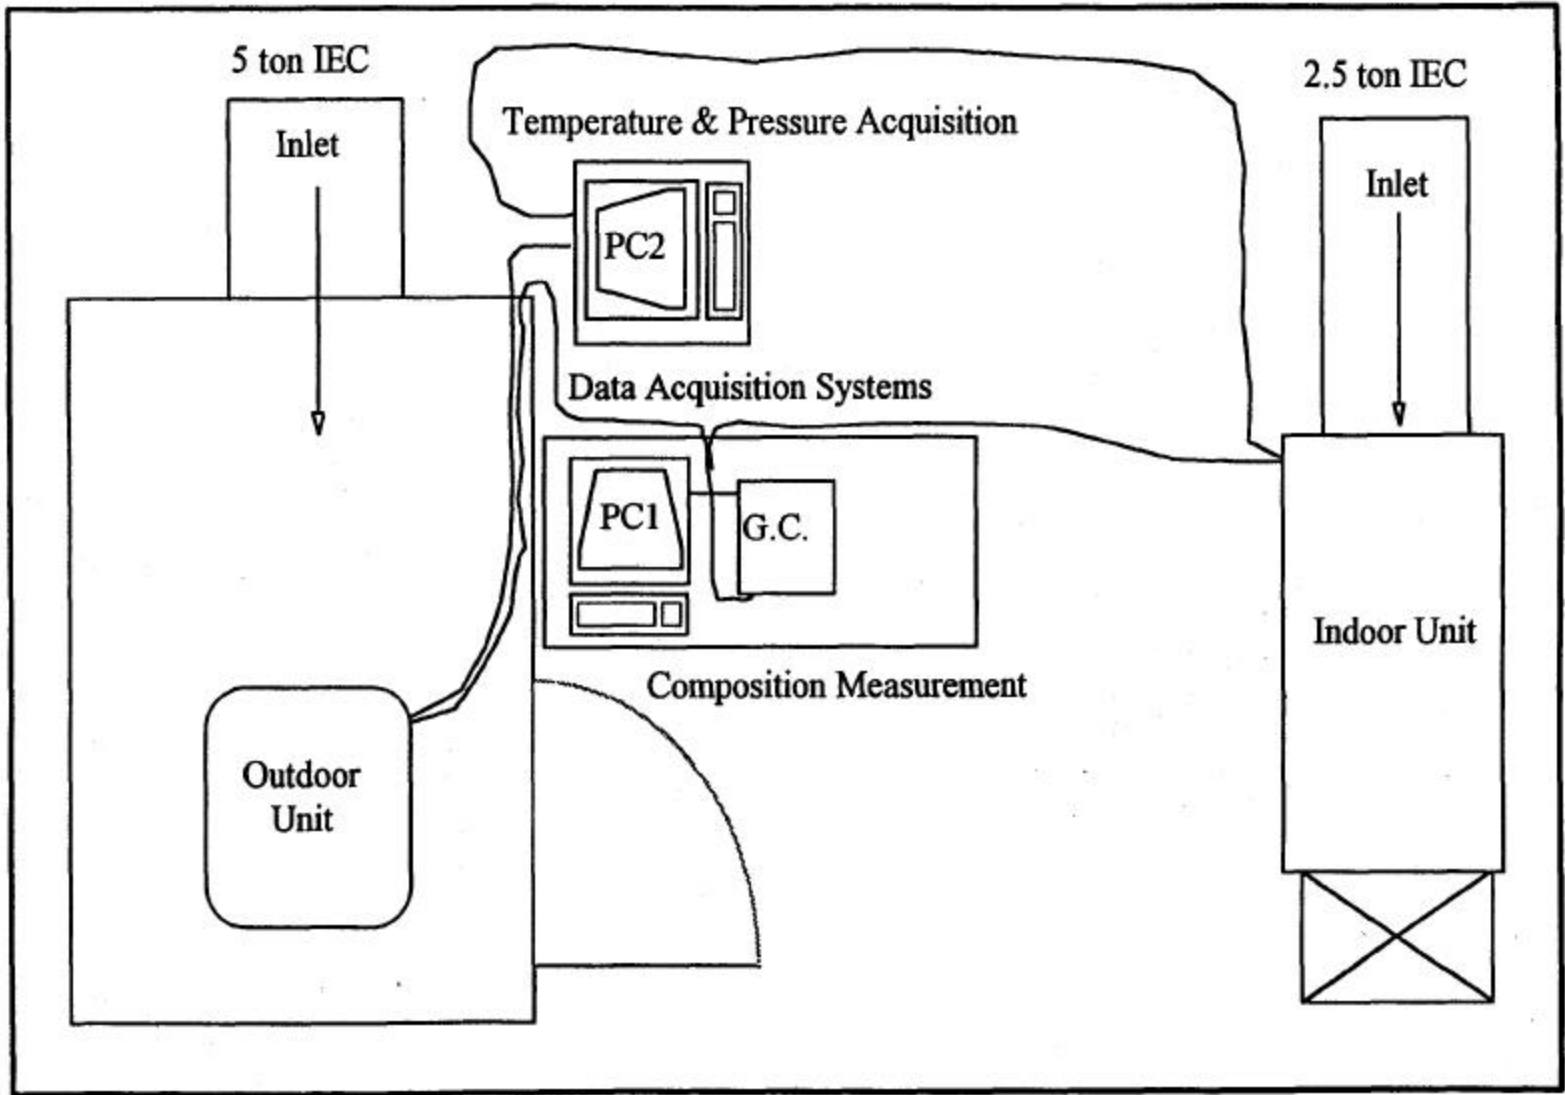 5 ton IEC
2.5 ton IEC
Inlet
Temperature & Pressure Acquisition
Inlet
PC2
Data Acquisition Systems
PC1
G.C.
Indoor Unit
Composition Measurement
Outdoor
Unit